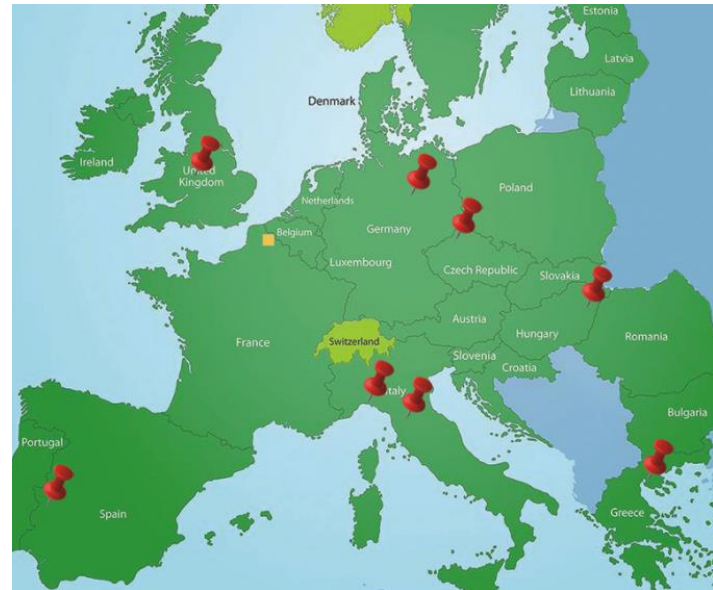 Estonia
Latvia
Lithuania
Denmark
Ireland
United
Kingdom
Netherlands
Poland
Belgium
Germany
Luxembourg
Czech Republic
Slovakia
Austria
France
Switzerland
Hungary
Romania
Slovenia
Croatia
Italy
Bulgaria
Portugal
Spain
Greece